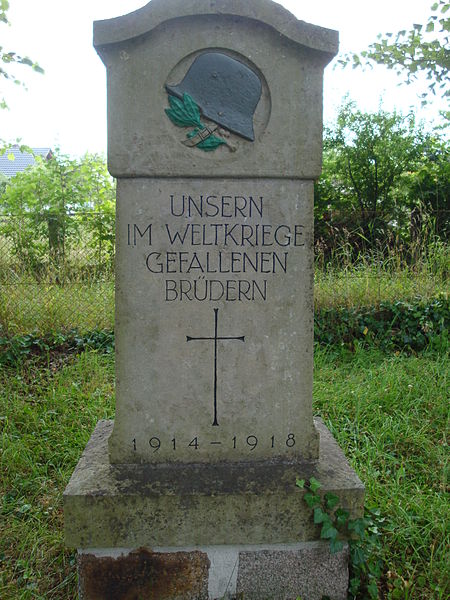 UNSERN
IM WELTKRIEGE
GEFALLENEN
BRÜDERN
1914 - 1918